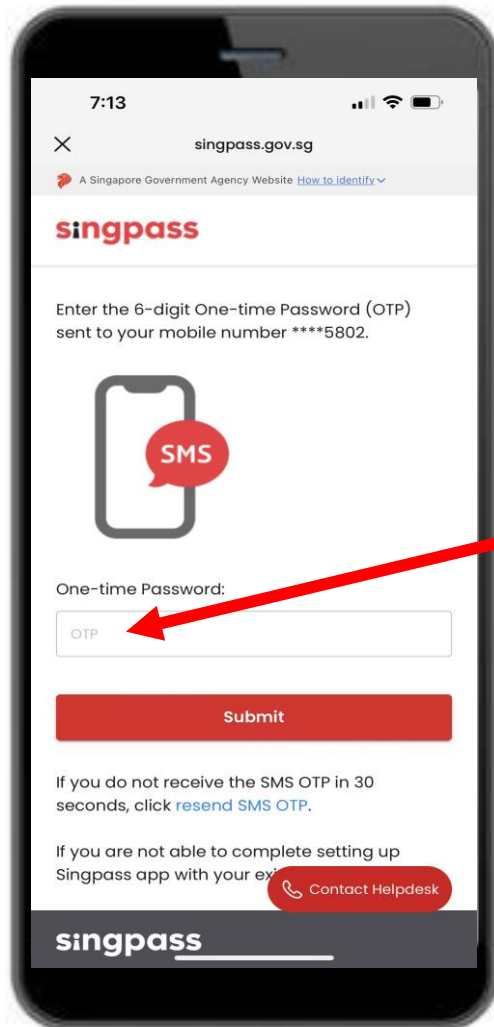 7:13
singpass.gov.sg
A Singapore Government Agency Website How to identify
singpass
Enter the 6-digit One-time Password (OTP)
sent to your mobile number ****5802.
SMS
One-time Password:
OTP
Submit
If you do not receive the SMS OTP in 30
seconds, click resend SMS OTP.
If you are not able to complete setting up
Singpass app with your
Contact Helpdesk
singpass